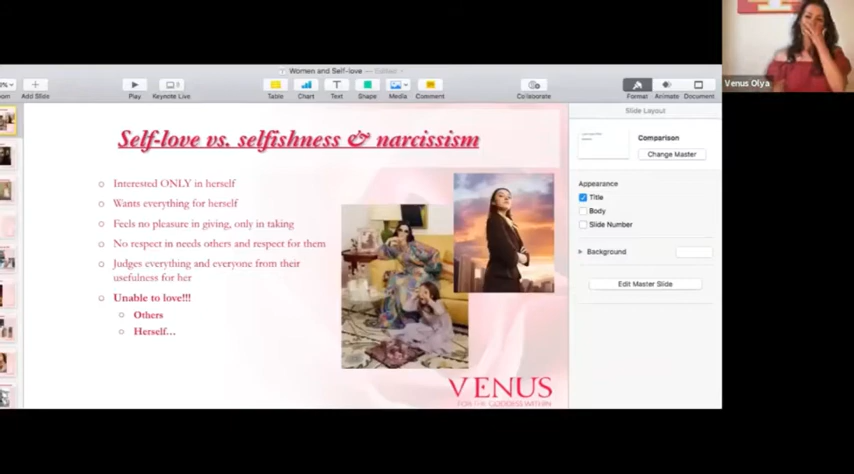 Women and Self-love — Edited
Add Slide
Play
Keynote Live
Table
Chart
Text
Shape
Media
Comment
Collaborate
Format
Animate
Document
Venus Olya
Self-love vs. selfishness & narcissism
Interested ONLY in herself
Wants everything for herself
Feels no pleasure in giving, only in taking
No respect in needs others and respect for them
Judges everything and everyone from their
usefulness for her
Unable to love!!!
Others
Herself...
VENUS
FOR THE GODDESS WITHIN
Slide Layout
Comparison
Change Master
Appearance
Title
Body
Slide Number
Background
Edit Master Slide